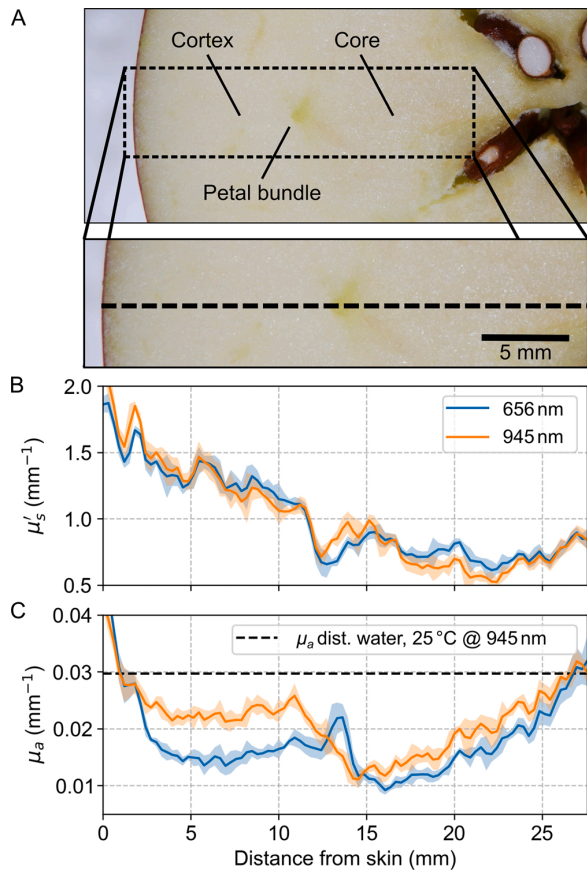 A
Cortex
Core
Petal bundle
5 mm
B
2.0
1.5
1.0
0.5
μ′s (mm⁻¹)
656 nm
945 nm
C
0.04
0.03
0.02
0.01
μa (mm⁻¹)
μa dist. water, 25 °C @ 945 nm
0 5 10 15 20 25
Distance from skin (mm)